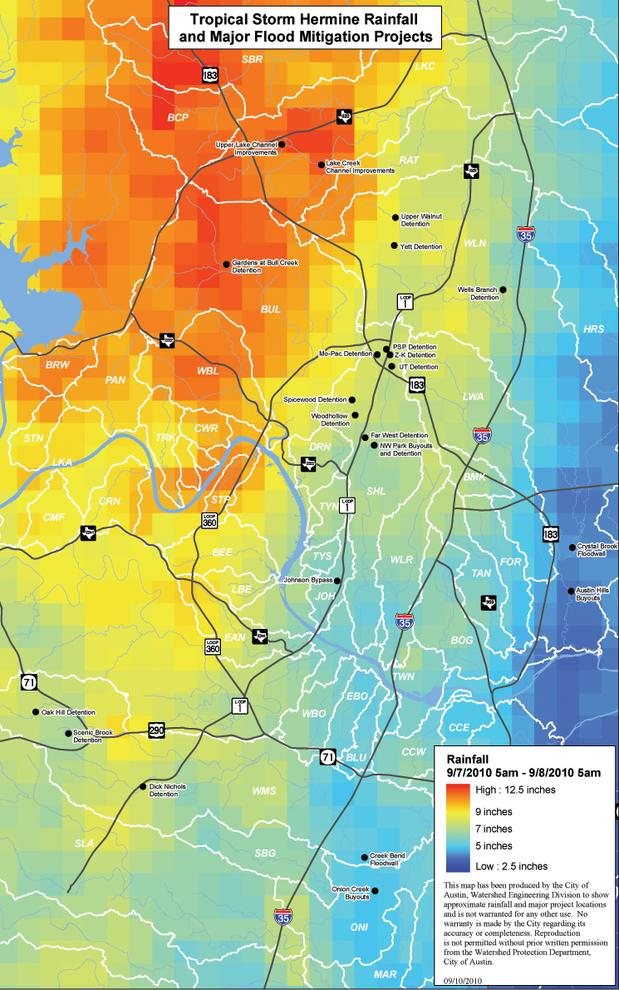 Tropical Storm Hermine Rainfall
and Major Flood Mitigation Projects
SBR
LKC
183
BCP
Upper Lake Channel
Improvements
Lake Creek
Channel Improvements
RAT
Upper Walnut
Detention
Yett Detention
WLN
35
Gardens at Bull Creek
Detention
Wells Branch
Detention
LOOP
1
BUL
HRS
PSP Detention
Mo-Pac Detention
Z-K Detention
UT Detention
BRW
PAN
WBL
183
Spicewood Detention
LWA
Woodhollow
Detention
STN
TRK
CWR
Far West Detention
35
NW Park Buyouts
and Detention
DRN
LKA
BMK
CRN
STP
SHL
TYN
LOOP
1
CMF
LOOP
360
183
BEE
Crystal Brook
Floodwall
TYS
WLR
FOR
TAN
LBE
Johnson Bypass
JOH
Austin Hills
Buyouts
35
EAN
LOOP
360
BOG
TWN
71
EBO
LOOP
1
Oak Hill Detention
WBO
CCE
Scenic Brook
Detention
290
71
BLU
CCW
Dick Nichols
Detention
WMS
SLA
SBG
Creek Bend
Floodwall
Onion Creek
Buyouts
35
ONI
MAR
Rainfall
9/7/2010 5am - 9/8/2010 5am
High : 12.5 inches
9 inches
7 inches
5 inches
Low : 2.5 inches
This map has been produced by the City of
Austin, Watershed Engineering Division to show
approximate rainfall and major project locations
and is not warranted for any other use. No
warranty is made by the City regarding its
accuracy or completeness. Reproduction
is not permitted without prior written permission
from the Watershed Protection Department,
City of Austin.
09/10/2010